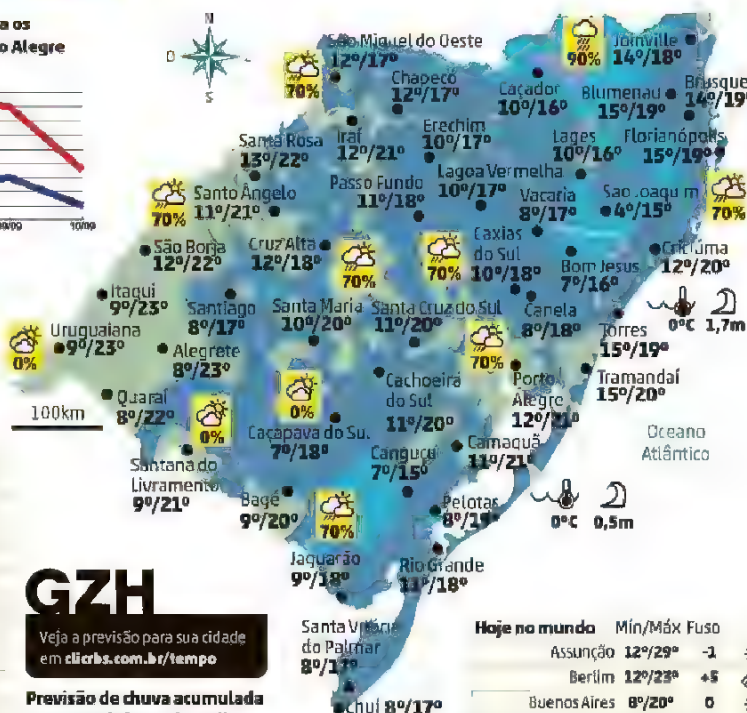 a os
o Alegre
9/09
10/09
N
O
S
São Miguel do Oeste
12º/17º
70%
Chapecó
12º/17º
Caçador
10º/16º
90%
Joinville
14º/18º
Blumenau
15º/19º
Brusque
14º/19º
Santa Rosa
13º/22º
Iraí
12º/21º
Erechim
10º/17º
Lages
10º/16º
Florianópolis
15º/19º
70%
Santo Ângelo
11º/21º
70%
Passo Fundo
11º/18º
Lagoa Vermelha
10º/17º
Vacaria
8º/17º
São Joaquim
4º/15º
São Borja
12º/22º
Cruz Alta
12º/18º
70%
70%
Caxias
do Sul
10º/18º
Bom Jesus
7º/16º
Criciúma
12º/20º
Itaqui
9º/23º
Santiago
8º/17º
Santa Maria
10º/20º
Santa Cruz do Sul
11º/20º
Canela
8º/18º
0ºC 1,7m
Uruguaiana
9º/23º
0%
Alegrete
8º/23º
70%
Torres
15º/19º
Tramandaí
15º/20º
Quaraí
8º/22º
100km
0%
0%
Cachoeira
do Sul
11º/20º
Porto
Alegre
12º/21º
Caçapava do Sul
7º/18º
Canguçu
7º/15º
Camaquã
11º/21º
Oceano
Atlântico
Santana do
Livramento
9º/21º
Bagé
9º/20º
70%
Pelotas
0ºC 0,5m
Jaguarão
9º/18º
Rio Grande
11º/18º
GZH
Veja a previsão para sua cidade
em clicrbs.com.br/tempo
Santa Vitória
do Palmar
Chuí 8º/17º
Previsão de chuva acumulada
Hoje no mundo Mín/Máx Fuso
Assunção 12º/29º -1
Berlim 12º/23º +5
Buenos Aires 8º/20º 0